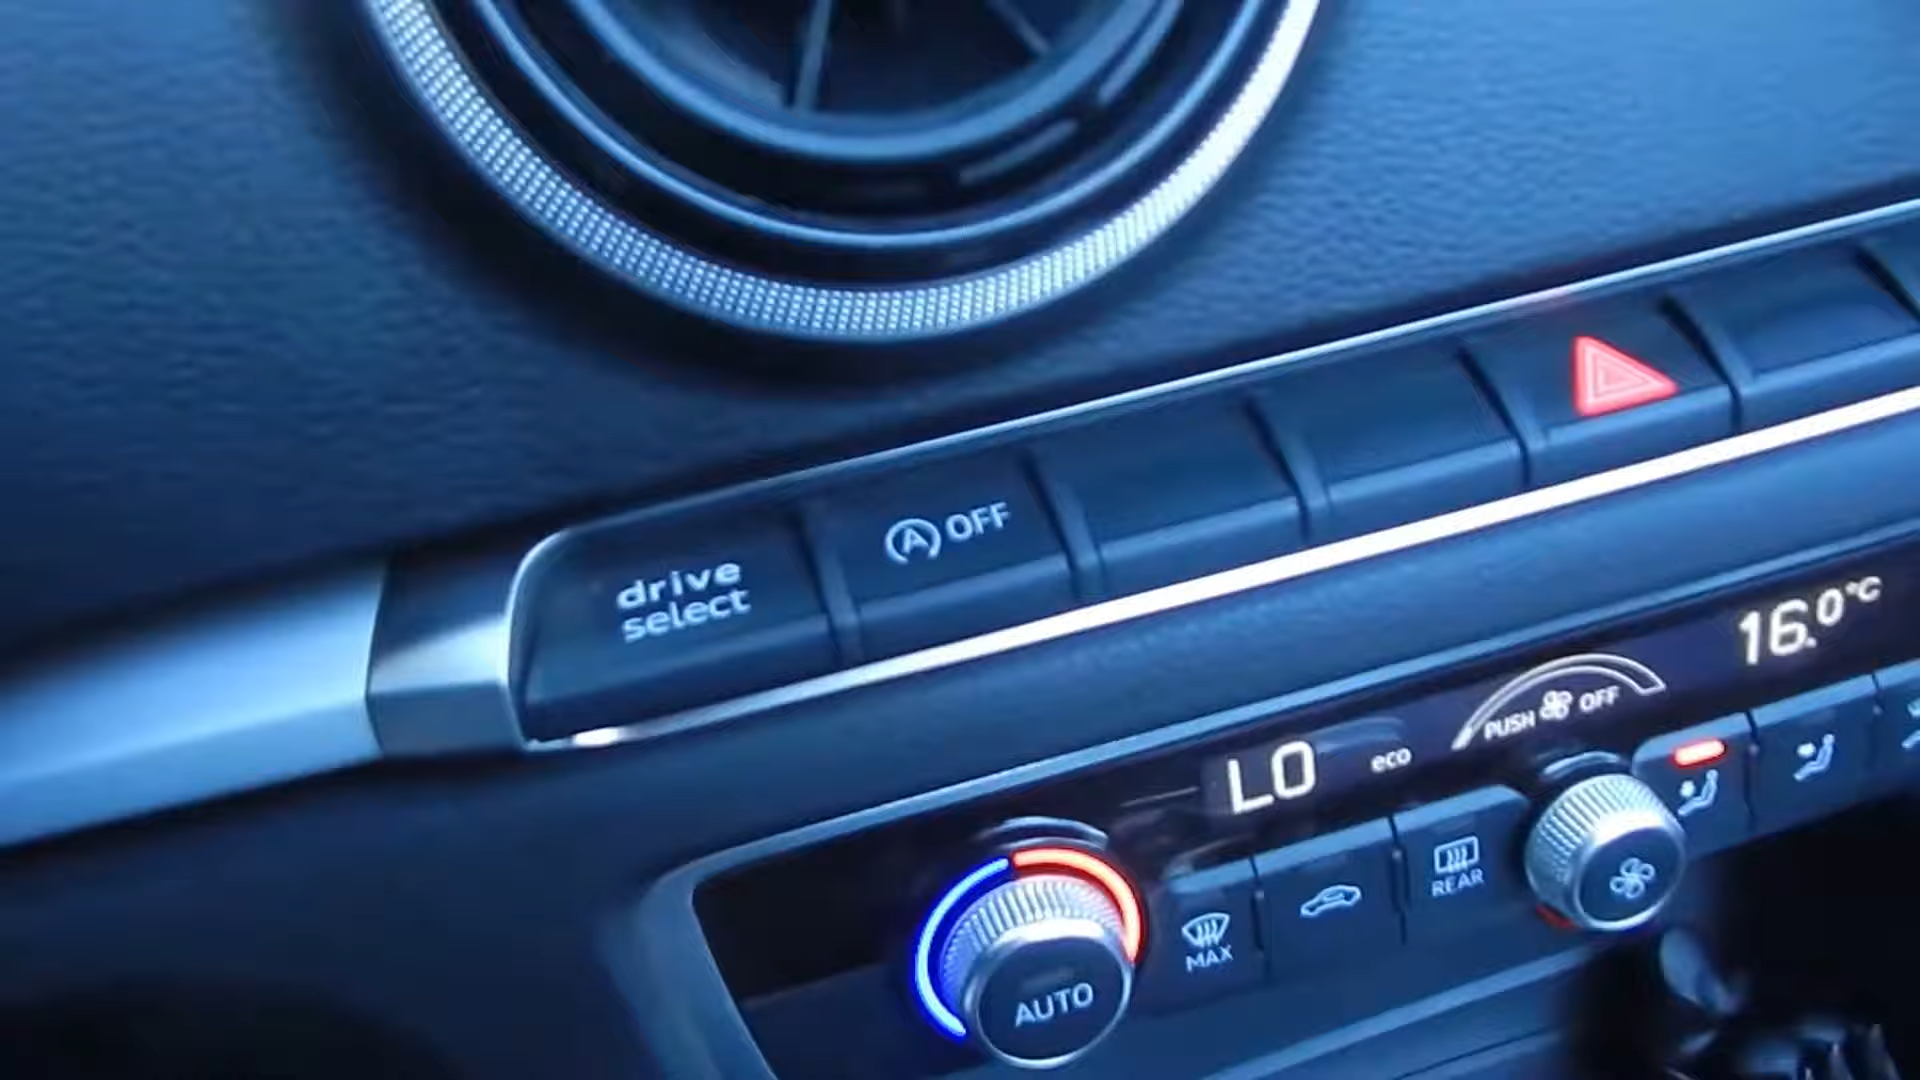 drive
select
A OFF
16.0°C
PUSH OFF
LO eco
REAR
MAX
AUTO